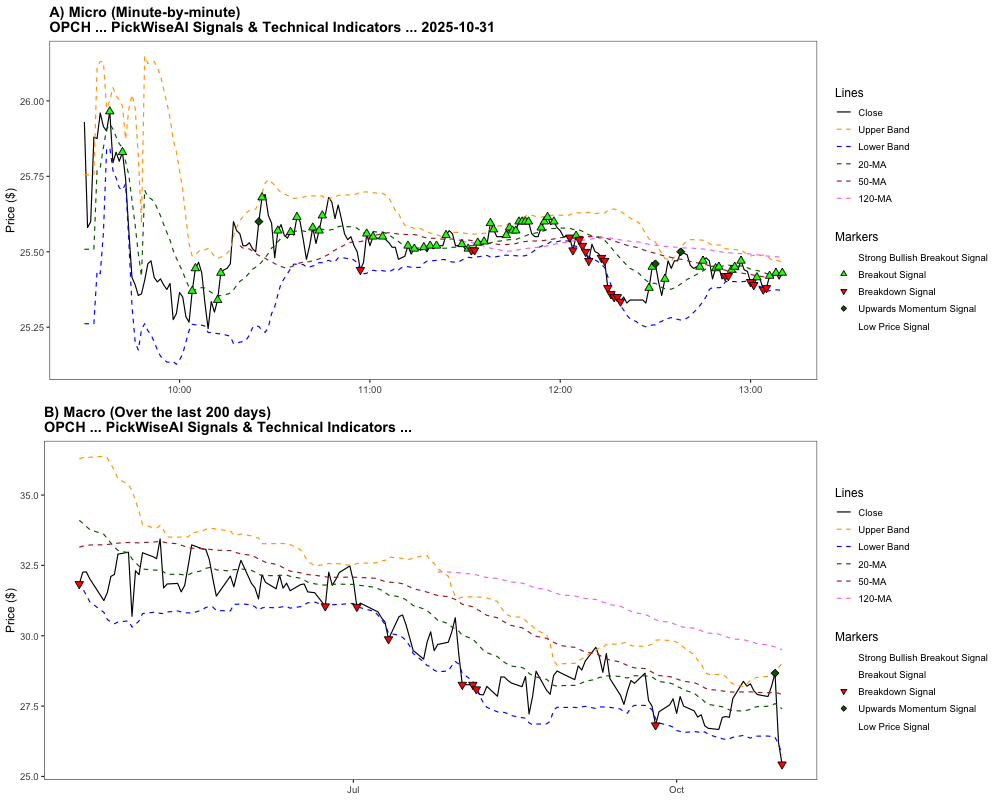 A) Micro (Minute-by-minute)
OPCH ... PickWiseAI Signals & Technical Indicators ... 2025-10-31
Price ($)
26.00
25.75
25.50
25.25
10:00
11:00
12:00
13:00
Lines
Close
Upper Band
Lower Band
20-MA
50-MA
120-MA
Markers
Strong Bullish Breakout Signal
Breakout Signal
Breakdown Signal
Upwards Momentum Signal
Low Price Signal
B) Macro (Over the last 200 days)
OPCH ... PickWiseAI Signals & Technical Indicators ...
Price ($)
35.0
32.5
30.0
27.5
25.0
Jul
Oct
Lines
Close
Upper Band
Lower Band
20-MA
50-MA
120-MA
Markers
Strong Bullish Breakout Signal
Breakout Signal
Breakdown Signal
Upwards Momentum Signal
Low Price Signal